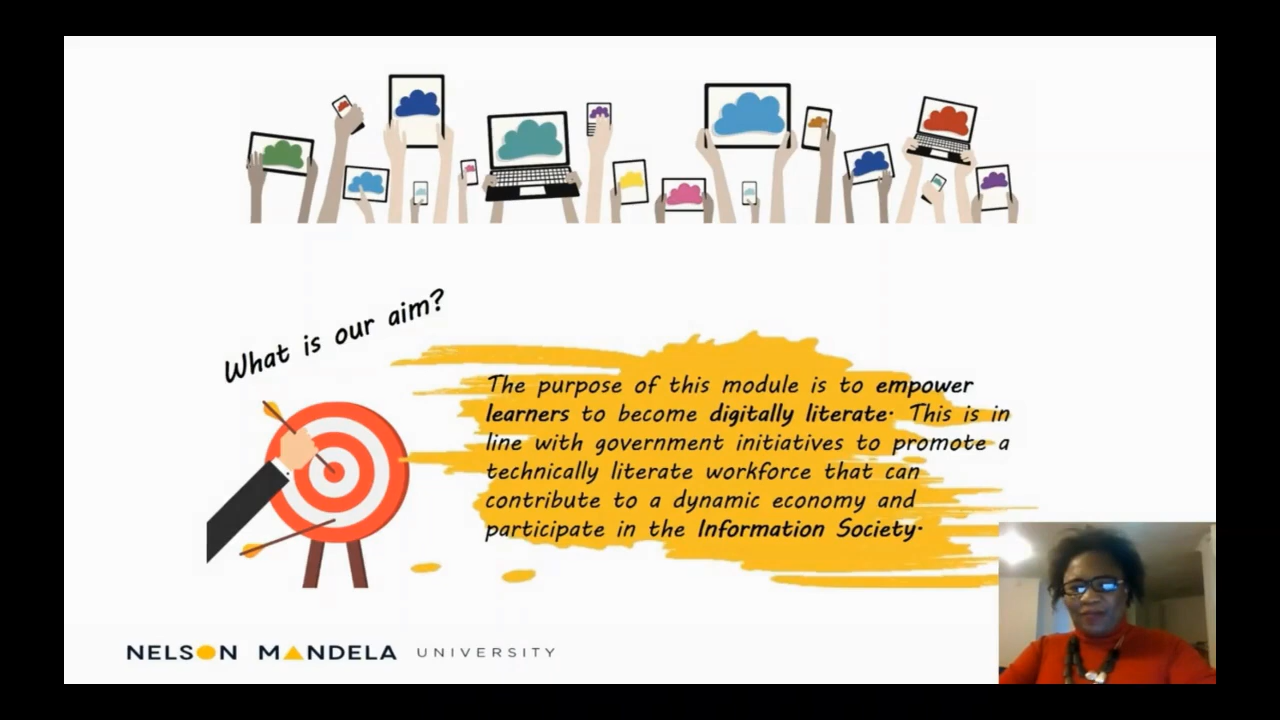 What is our aim?
The purpose of this module is to empower
learners to become digitally literate. This is in
line with government initiatives to promote a
technically literate workforce that can
contribute to a dynamic economy and
participate in the Information Society.
NELSON MANDELA UNIVERSITY